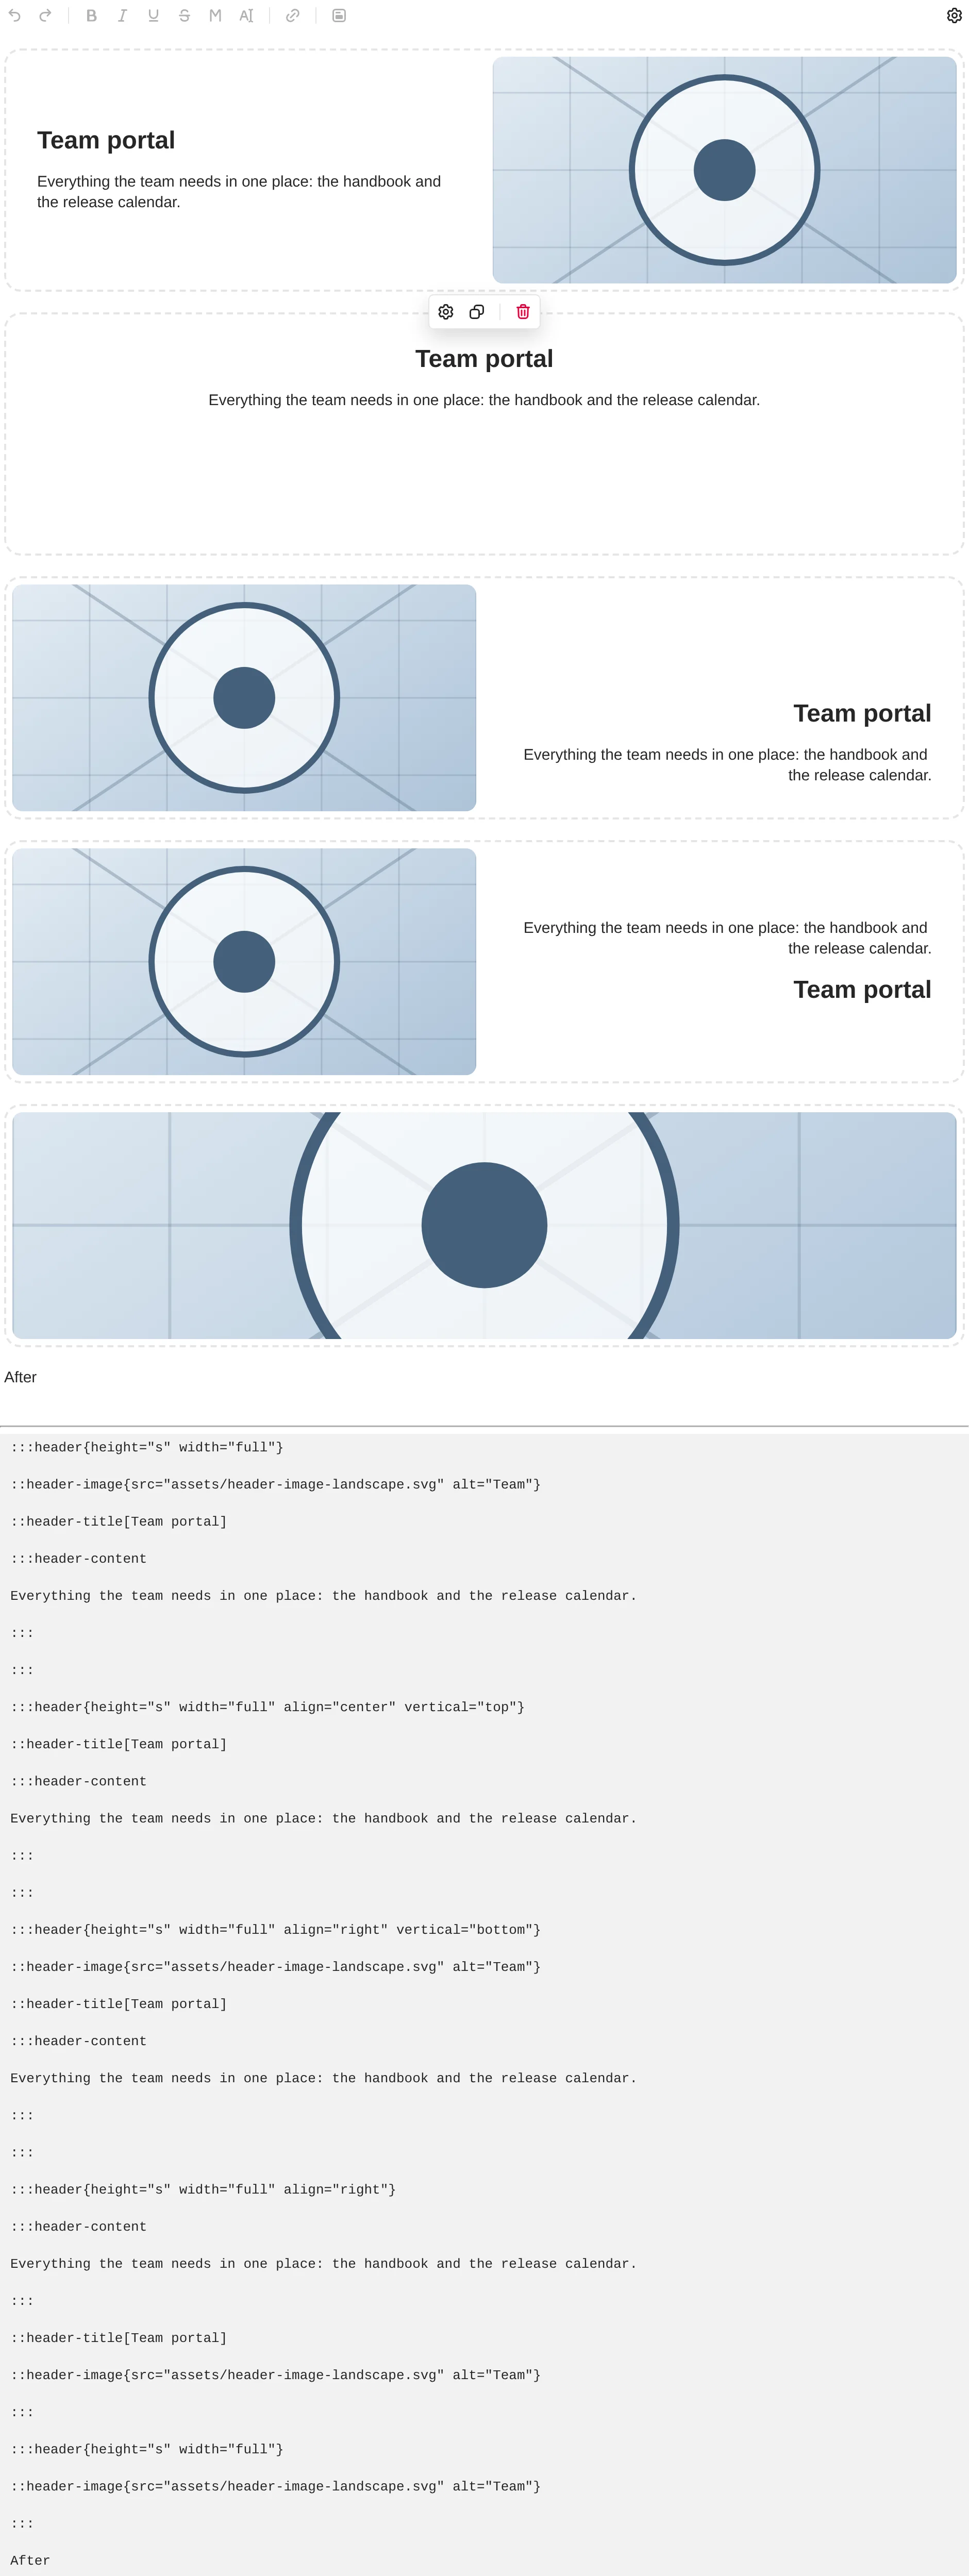 Team portal
Everything the team needs in one place: the handbook and
the release calendar.
Team portal
Everything the team needs in one place: the handbook and the release calendar.
Team portal
Everything the team needs in one place: the handbook and
the release calendar.
Everything the team needs in one place: the handbook and
the release calendar.
Team portal
After
:::header{height="s" width="full"}
::header-image{src="assets/header-image-landscape.svg" alt="Team"}
::header-title[Team portal]
:::header-content
Everything the team needs in one place: the handbook and the release calendar.
:::
:::
:::header{height="s" width="full" align="center" vertical="top"}
::header-title[Team portal]
:::header-content
Everything the team needs in one place: the handbook and the release calendar.
:::
:::
:::header{height="s" width="full" align="right" vertical="bottom"}
::header-image{src="assets/header-image-landscape.svg" alt="Team"}
::header-title[Team portal]
:::header-content
Everything the team needs in one place: the handbook and the release calendar.
:::
:::
:::header{height="s" width="full" align="right"}
:::header-content
Everything the team needs in one place: the handbook and the release calendar.
:::
::header-title[Team portal]
::header-image{src="assets/header-image-landscape.svg" alt="Team"}
:::
:::header{height="s" width="full"}
::header-image{src="assets/header-image-landscape.svg" alt="Team"}
:::
After